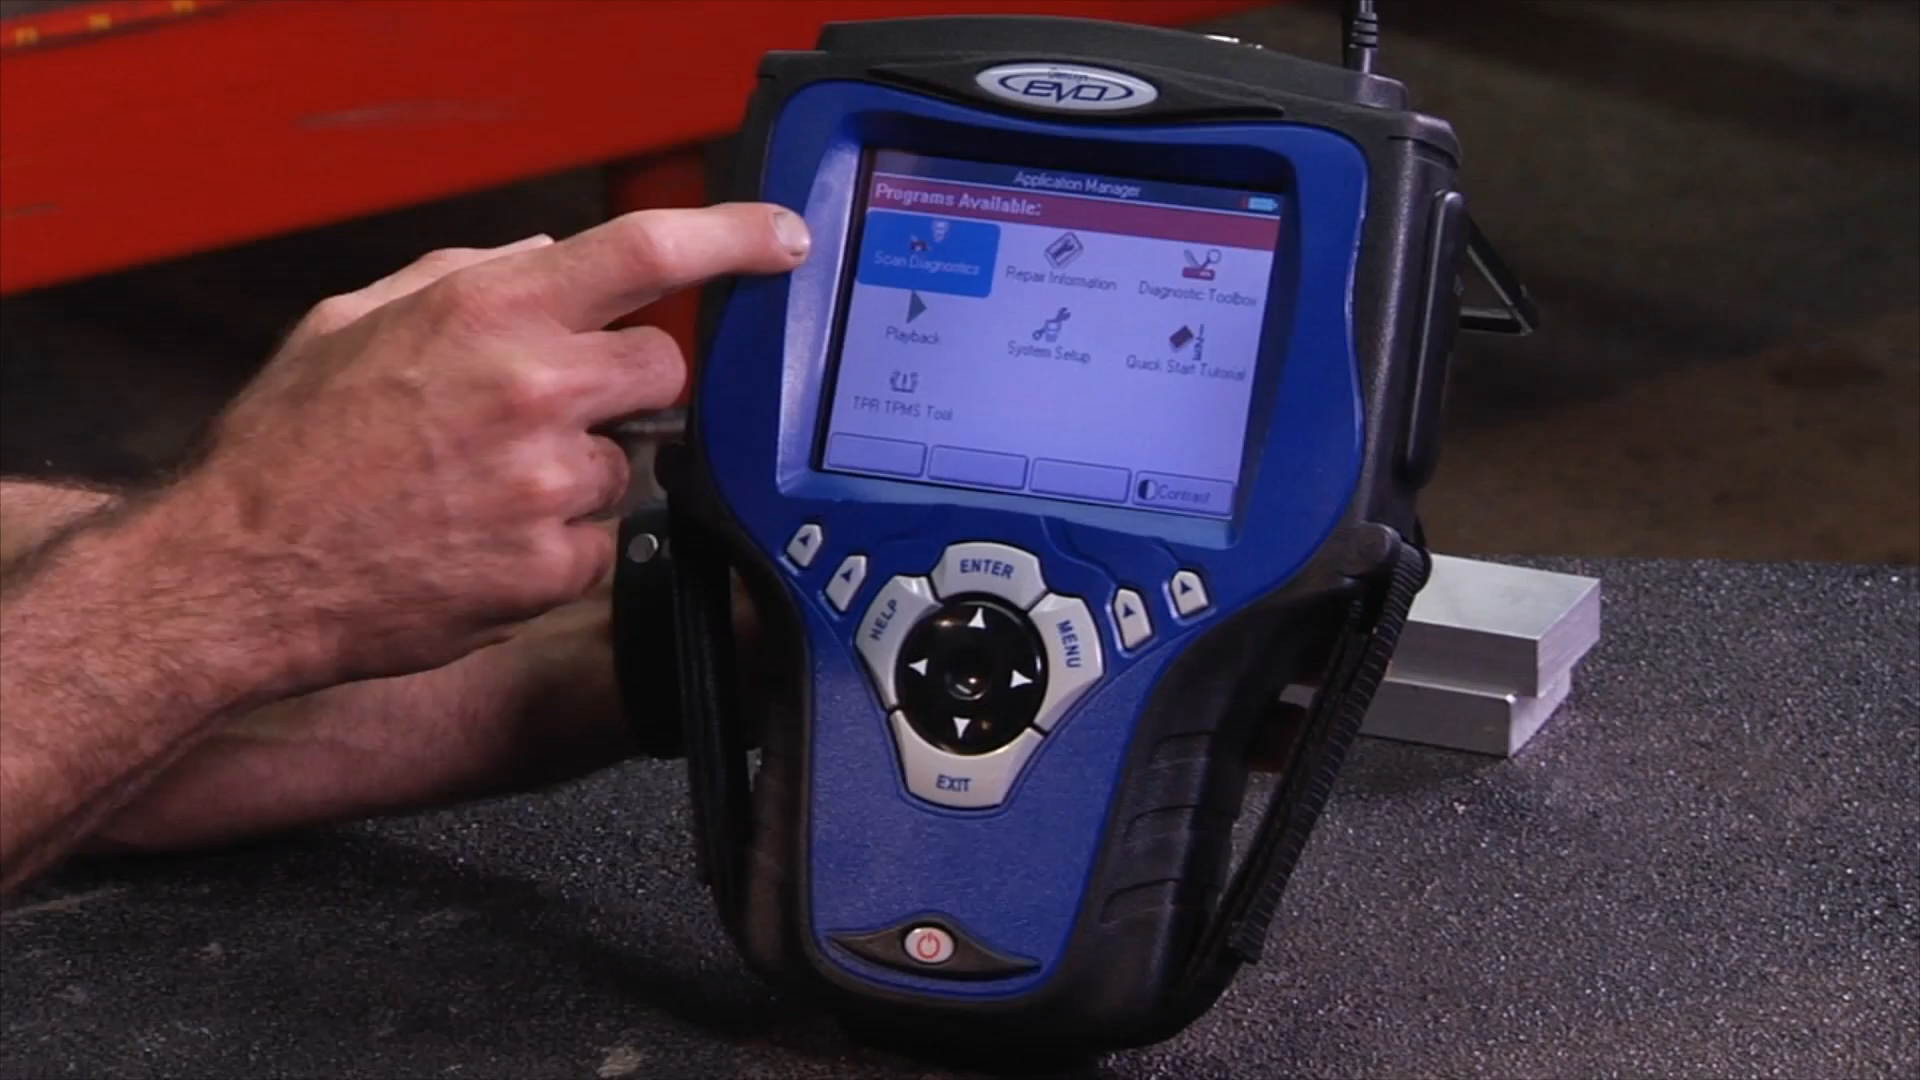 Genisys
evo
Application Manager
Programs Available:
Scan Diagnostics
Repair Information
Diagnostic Toolbox
Playback
System Setup
Quick Start Tutorial
TPR TPMS Tool
Contrast
ENTER
HELP
MENU
EXIT